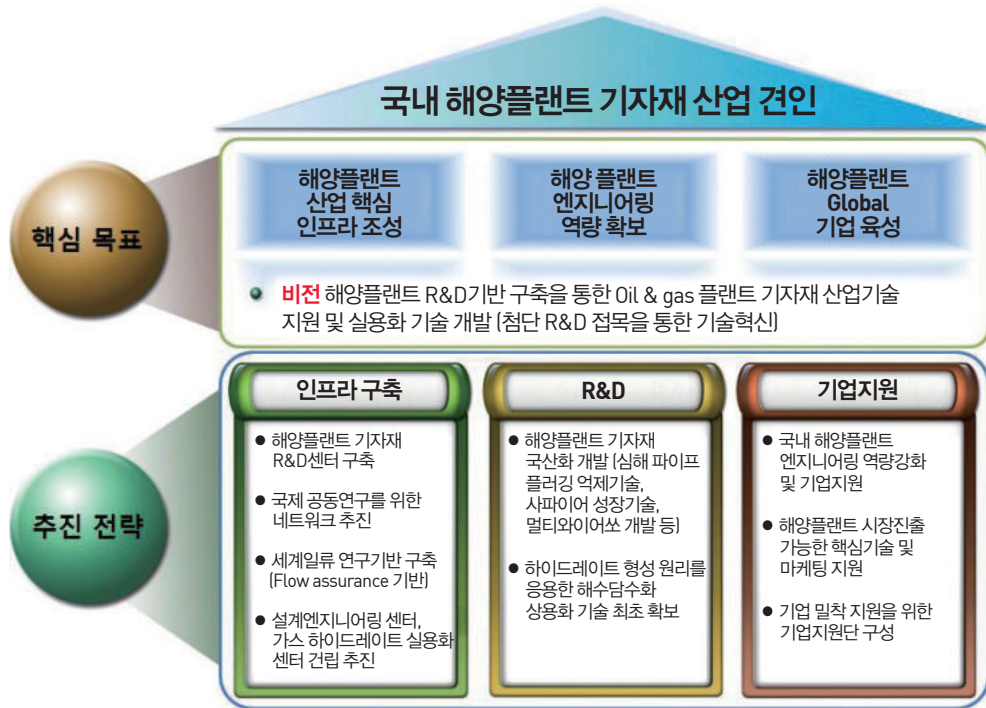 국내 해양플랜트 기자재 산업 견인
핵심 목표
해양플랜트
산업 핵심
인프라 조성
해양 플랜트
엔지니어링
역량 확보
해양플랜트
Global
기업 육성
● 비전 해양플랜트 R&D기반 구축을 통한 Oil & gas 플랜트 기자재 산업기술
지원 및 실용화 기술 개발 (첨단 R&D 접목을 통한 기술혁신)
추진 전략
인프라 구축
● 해양플랜트 기자재
R&D센터 구축
● 국제 공동연구를 위한
네트워크 추진
● 세계일류 연구기반 구축
(Flow assurance 기반)
● 설계엔지니어링 센터,
가스 하이드레이트 실용화
센터 건립 추진
R&D
● 해양플랜트 기자재
국산화 개발 (심해 파이프
플러깅 억제기술,
사파이어 성장기술,
멀티와이어쏘 개발 등)
● 하이드레이트 형성 원리를
응용한 해수담수화
상용화 기술 최초 확보
기업지원
● 국내 해양플랜트
엔지니어링 역량강화
및 기업지원
● 해양플랜트 시장진출
가능한 핵심기술 및
마케팅 지원
● 기업 밀착 지원을 위한
기업지원단 구성